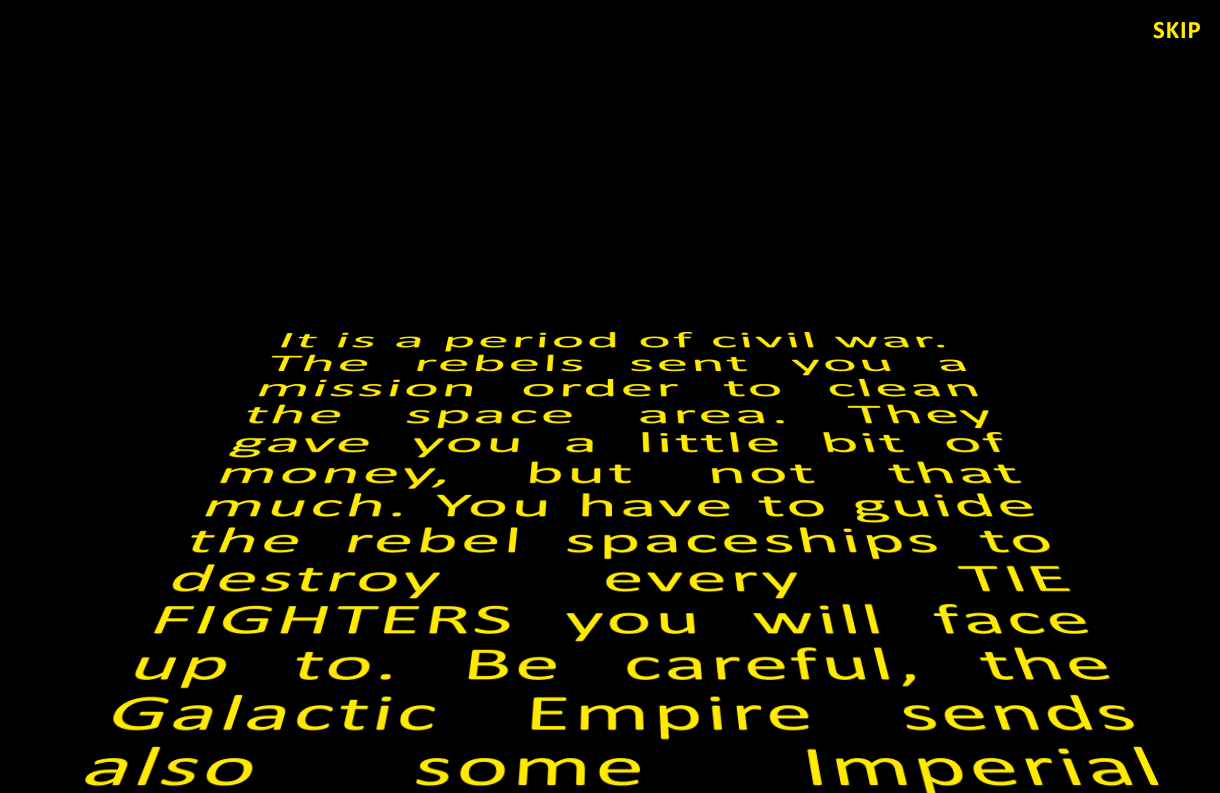 SKIP
It is a period of civil war.
The rebels sent you a
mission order to clean
the space area. They
gave you a little bit of
money, but not that
much. You have to guide
the rebel spaceships to
destroy every TIE
FIGHTERS you will face
up to. Be careful, the
Galactic Empire sends
also some Imperial